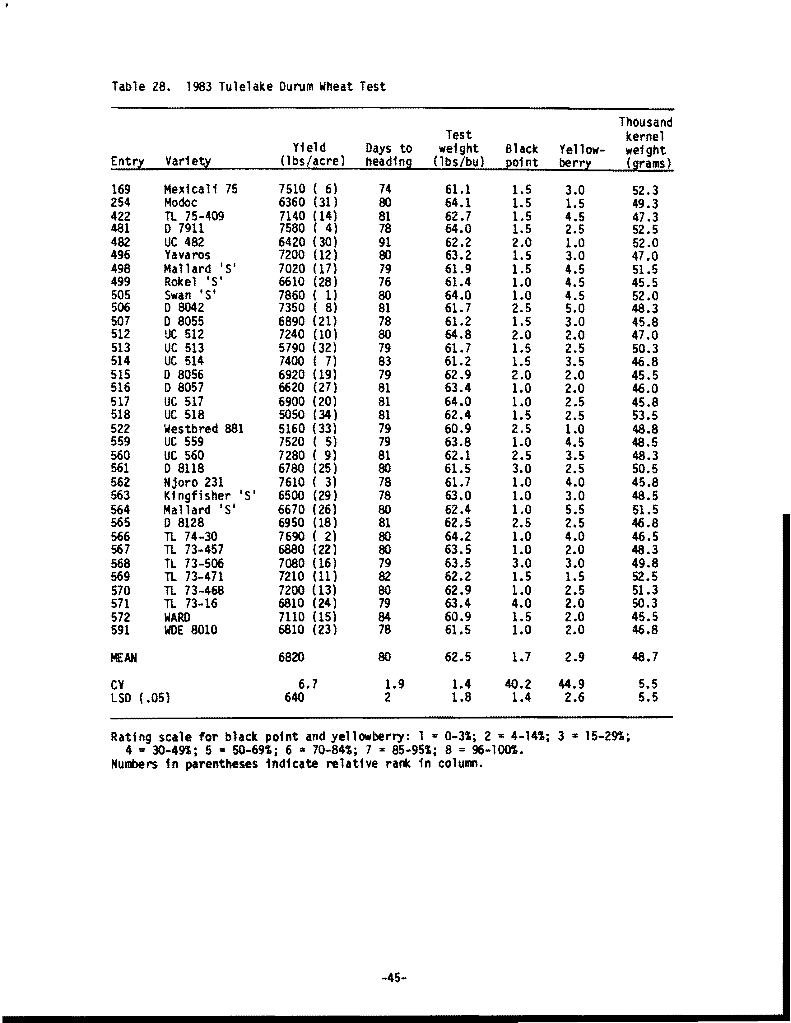 Table 28. 1983 Tulelake Durum Wheat Test
Thousand
Test kernel
Yield Days to weight Black Yellow- weight
Entry Variety (lbs/acre) heading (lbs/bu) point berry (grams)
169 Mexicali 75 7510 ( 6) 74 61.1 1.5 3.0 52.3
254 Modoc 6360 (31) 80 64.1 1.5 1.5 49.3
422 TL 75-409 7140 (14) 81 62.7 1.5 4.5 47.3
481 D 7911 7580 ( 4) 78 64.0 1.5 2.5 52.5
482 UC 482 6420 (30) 91 62.2 2.0 1.0 52.0
496 Yavaros 7200 (12) 80 63.2 1.5 3.0 47.0
498 Mallard 'S' 7020 (17) 79 61.9 1.5 4.5 51.5
499 Rokel 'S' 6610 (28) 76 61.4 1.0 4.5 45.5
505 Swan 'S' 7860 ( 1) 80 64.0 1.0 4.5 52.0
506 D 8042 7350 ( 8) 81 61.7 2.5 5.0 48.3
507 D 8055 6890 (21) 78 61.2 1.5 3.0 45.8
512 UC 512 7240 (10) 80 64.8 2.0 2.0 47.0
513 UC 513 5790 (32) 79 61.7 1.5 2.5 50.3
514 UC 514 7400 ( 7) 83 61.2 1.5 3.5 46.8
515 D 8056 6920 (19) 79 62.9 2.0 2.0 45.5
516 D 8057 6620 (27) 81 63.4 1.0 2.0 46.0
517 UC 517 6900 (20) 81 64.0 1.0 2.5 45.8
518 UC 518 5050 (34) 81 62.4 1.5 2.5 53.5
522 Westbred 881 5160 (33) 79 60.9 2.5 1.0 48.8
559 UC 559 7520 ( 5) 79 63.8 1.0 4.5 48.5
560 UC 560 7280 ( 9) 81 62.1 2.5 3.5 48.3
561 D 8118 6780 (25) 80 61.5 3.0 2.5 50.5
562 Njoro 231 7610 ( 3) 78 61.7 1.0 4.0 45.8
563 Kingfisher 'S' 6500 (29) 78 63.0 1.0 3.0 48.5
564 Mallard 'S' 6670 (26) 80 62.4 1.0 5.5 51.5
565 D 8128 6950 (18) 81 62.5 2.5 2.5 46.8
566 TL 74-30 7690 ( 2) 80 64.2 1.0 4.0 46.5
567 TL 73-457 6880 (22) 80 63.5 1.0 2.0 48.3
568 TL 73-506 7080 (16) 79 63.5 3.0 3.0 49.8
569 TL 73-471 7210 (11) 82 62.2 1.5 1.5 52.5
570 TL 73-468 7200 (13) 80 62.9 1.0 2.5 51.3
571 TL 73-16 6810 (24) 79 63.4 4.0 2.0 50.3
572 WARD 7110 (15) 84 60.9 1.5 2.0 45.5
591 WDE 8010 6810 (23) 78 61.5 1.0 2.0 46.8
MEAN 6820 80 62.5 1.7 2.9 48.7
CV 6.7 1.9 1.4 40.2 44.9 5.5
LSD (.05) 640 2 1.8 1.4 2.6 5.5
Rating scale for black point and yellowberry: 1 = 0-3%; 2 = 4-14%; 3 = 15-29%;
4 = 30-49%; 5 = 50-69%; 6 = 70-84%; 7 = 85-95%; 8 = 96-100%.
Numbers in parentheses indicate relative rank in column.
-45-